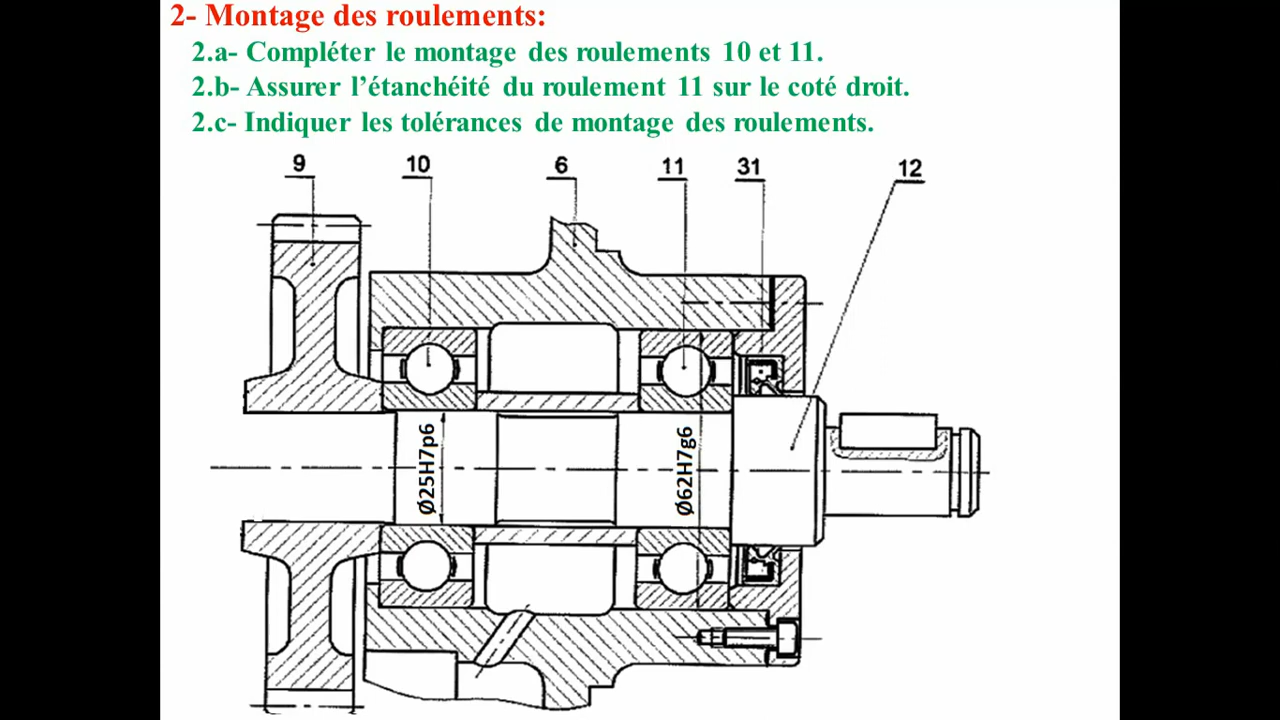 2- Montage des roulements:
2.a- Compléter le montage des roulements 10 et 11.
2.b- Assurer l’étanchéité du roulement 11 sur le coté droit.
2.c- Indiquer les tolérances de montage des roulements.
9 10 6 11 31 12
Ø25H7p6
Ø62H7g6